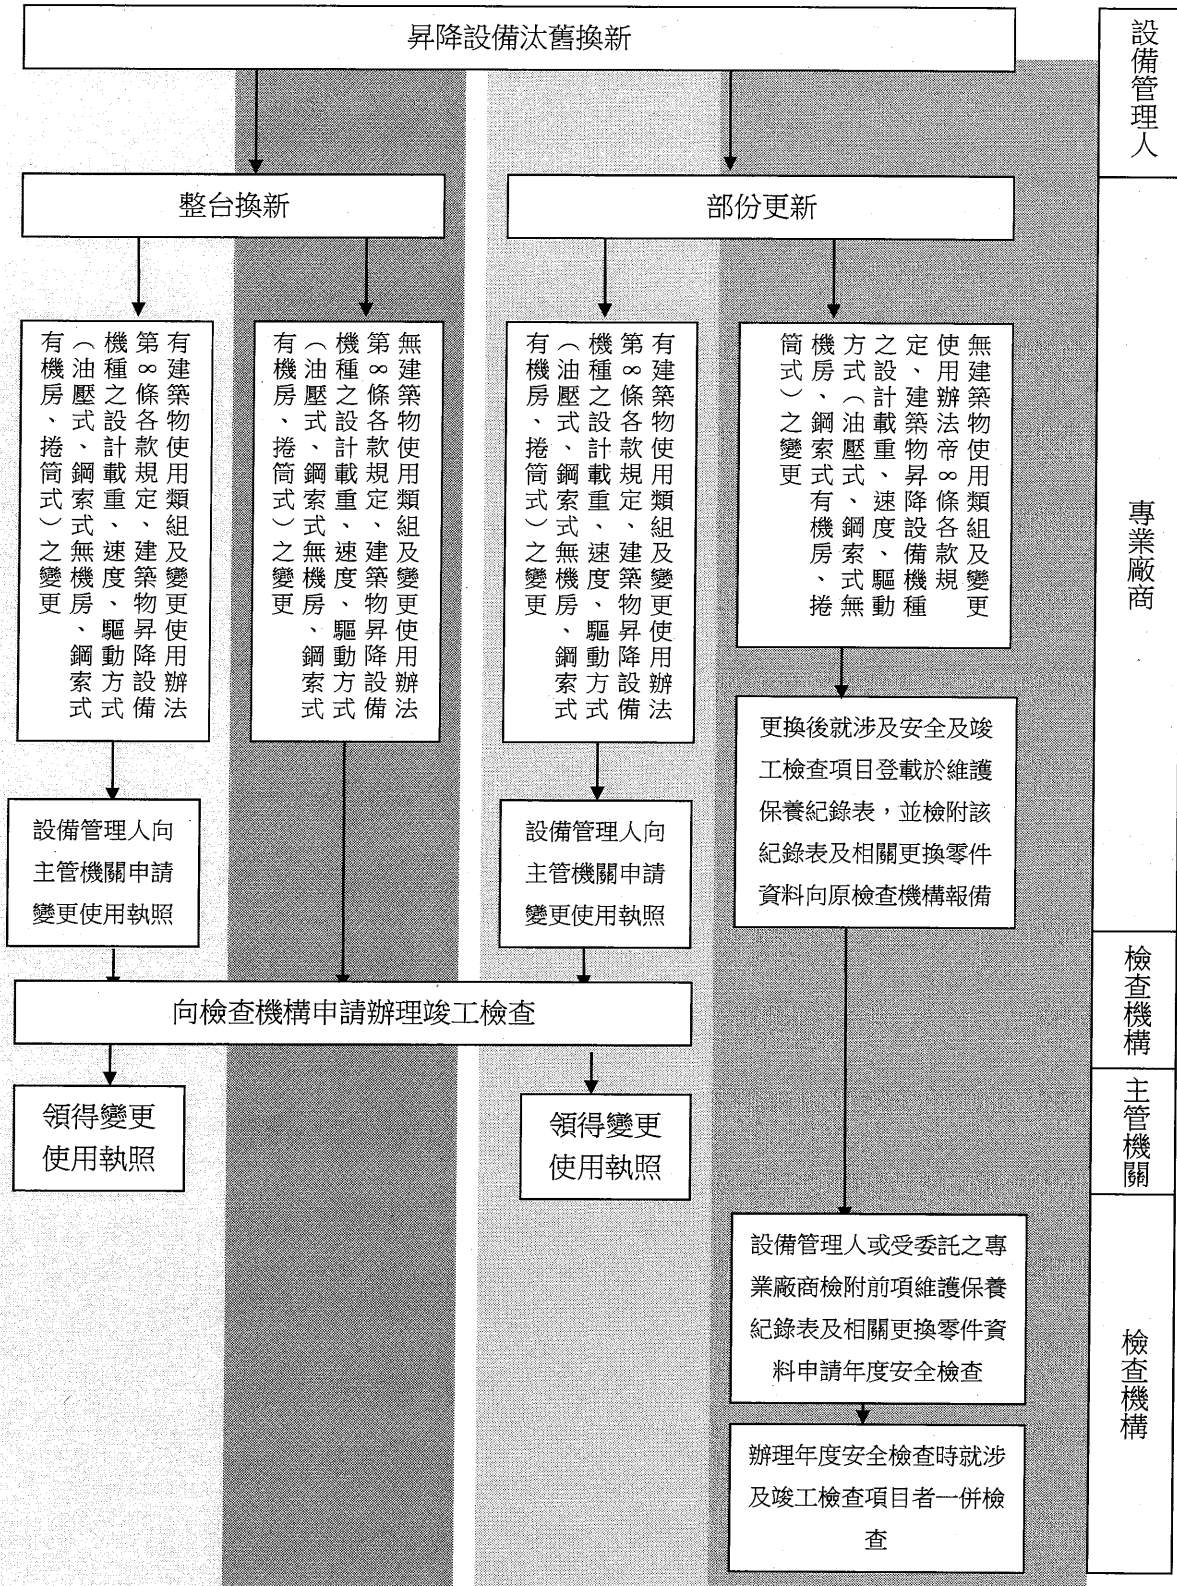 昇降設備汰舊換新
設備管理人
整台換新
部份更新
專業廠商
有建築物使用類組及變更使用辦法
第8條各款規定、建築物昇降設備
機種之設計載重、速度、驅動方式
（油壓式、鋼索式無機房、鋼索式
有機房、捲筒式）之變更
無建築物使用類組及變更使用辦法
第8條各款規定、建築物昇降設備
機種之設計載重、速度、驅動方式
（油壓式、鋼索式無機房、鋼索式
有機房、捲筒式）之變更
有建築物使用類組及變更使用辦法
第8條各款規定、建築物昇降設備
機種之設計載重、速度、驅動方式
（油壓式、鋼索式無機房、鋼索式
有機房、捲筒式）之變更
無建築物使用類組及變更
使用辦法帝8條各款規
定、建築物昇降設備機種
之設計載重、速度、驅動
方式（油壓式、鋼索式無
機房、鋼索式有機房、捲
筒式）之變更
設備管理人向
主管機關申請
變更使用執照
設備管理人向
主管機關申請
變更使用執照
更換後就涉及安全及竣
工檢查項目登載於維護
保養紀錄表，並檢附該
紀錄表及相關更換零件
資料向原檢查機構報備
檢查機構
向檢查機構申請辦理竣工檢查
主管機關
領得變更
使用執照
領得變更
使用執照
檢查機構
設備管理人或受委託之專
業廠商檢附前項維護保養
紀錄表及相關更換零件資
料申請年度安全檢查
辦理年度安全檢查時就涉
及竣工檢查項目者一併檢
查